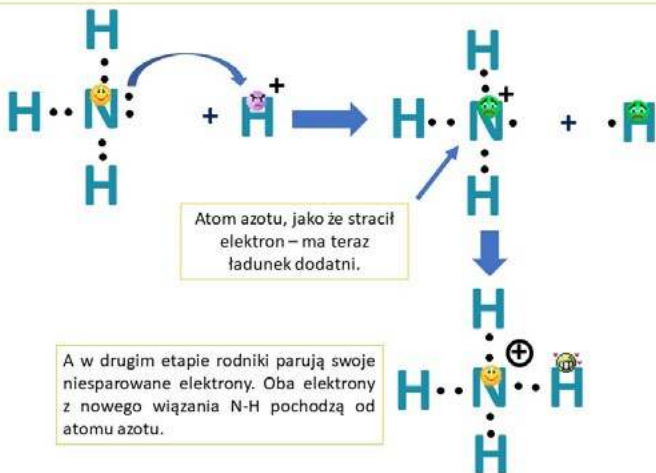 H
H N + H + H N + + H
H
H
Atom azotu, jako że stracił
elektron – ma teraz
ładunek dodatni.
H
A w drugim etapie rodniki parują swoje
niesparowane elektrony. Oba elektrony
z nowego wiązania N-H pochodzą od
atomu azotu.
+
H N H
H